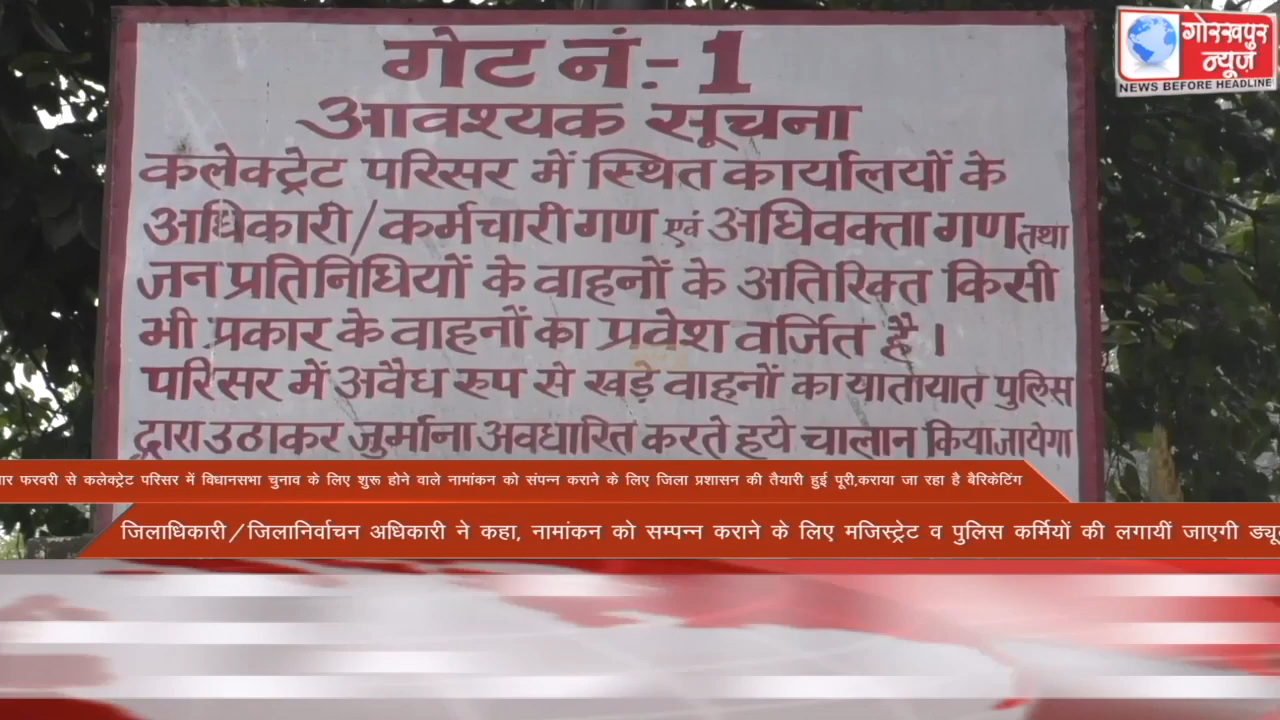 गेट नं.-1
आवश्यक सूचना
कलेक्ट्रेट परिसर में स्थित कार्यालयों के
अधिकारी/कर्मचारी गण एवं अधिवक्ता गण तथा
जन प्रतिनिधियों के वाहनों के अतिरिक्त किसी
भी प्रकार के वाहनों का प्रवेश वर्जित है ।
परिसर में अवैध रुप से खड़े वाहनों का यातायात पुलिस
द्वारा उठाकर जुर्माना अवधारित करते हुये चालान किया जायेगा
गोरखपुर
न्यूज़
NEWS BEFORE HEADLINE
फरवरी से कलेक्ट्रेट परिसर में विधानसभा चुनाव के लिए शुरू होने वाले नामांकन को संपन्न कराने के लिए जिला प्रशासन की तैयारी हुई पूरी,कराया जा रहा है बैरिकेटिंग
जिलाधिकारी/जिलानिर्वाचन अधिकारी ने कहा, नामांकन को सम्पन्न कराने के लिए मजिस्ट्रेट व पुलिस कर्मियों की लगायीं जाएगी